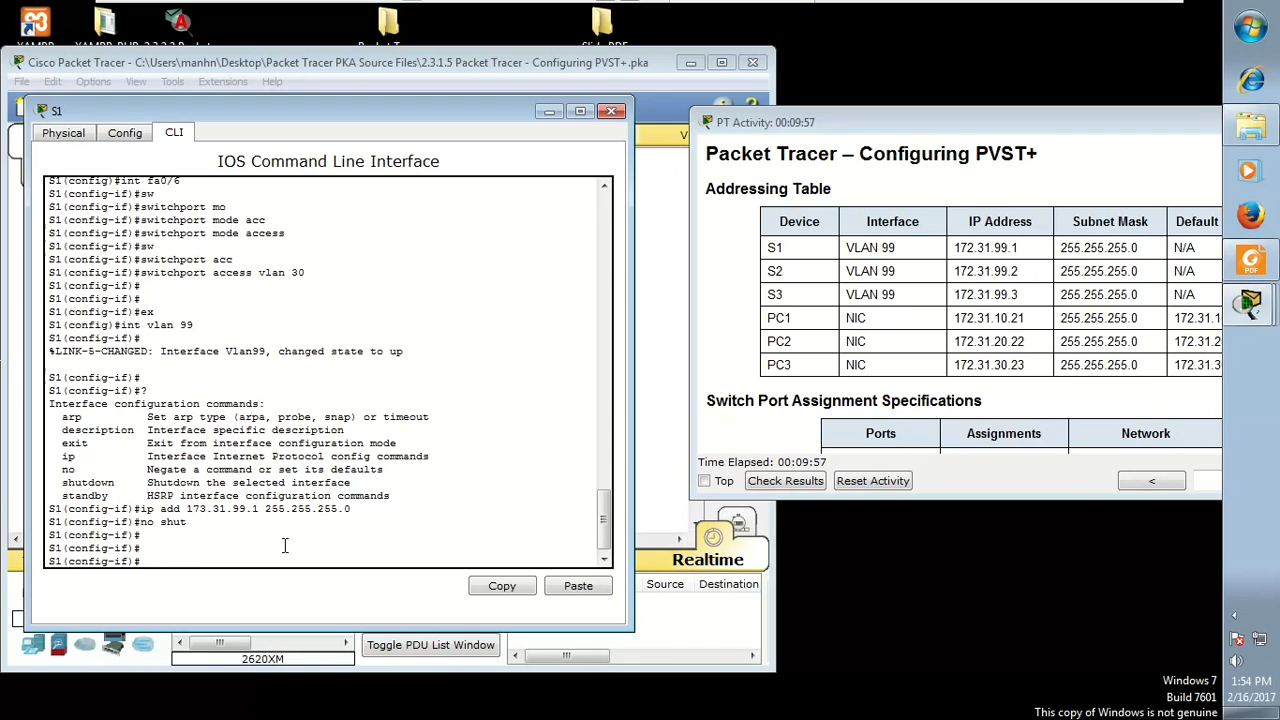 Cisco Packet Tracer - C:\Users\manhn\Desktop\Packet Tracer PKA Source Files\2.3.1.5 Packet Tracer - Configuring PVST+.pka
File Edit Options View Tools Extensions Help
S1
Physical Config CLI
IOS Command Line Interface
S1(config)#int fa0/6
S1(config-if)#sw
S1(config-if)#switchport mo
S1(config-if)#switchport mode acc
S1(config-if)#switchport mode access
S1(config-if)#sw
S1(config-if)#switchport acc
S1(config-if)#switchport access vlan 30
S1(config-if)#
S1(config-if)#
S1(config-if)#ex
S1(config)#int vlan 99
S1(config-if)#
%LINK-5-CHANGED: Interface Vlan99, changed state to up
S1(config-if)#
S1(config-if)#?
Interface configuration commands:
arp Set arp type (arpa, probe, snap) or timeout
description Interface specific description
exit Exit from interface configuration mode
ip Interface Internet Protocol config commands
no Negate a command or set its defaults
shutdown Shutdown the selected interface
standby HSRP interface configuration commands
S1(config-if)#ip add 173.31.99.1 255.255.255.0
S1(config-if)#no shut
S1(config-if)#
S1(config-if)#
S1(config-if)#
Copy Paste
V
Realtime
Source Destination
Toggle PDU List Window
2620XM
PT Activity: 00:09:57
Packet Tracer – Configuring PVST+
Addressing Table
Device Interface IP Address Subnet Mask Default
S1 VLAN 99 172.31.99.1 255.255.255.0 N/A
S2 VLAN 99 172.31.99.2 255.255.255.0 N/A
S3 VLAN 99 172.31.99.3 255.255.255.0 N/A
PC1 NIC 172.31.10.21 255.255.255.0 172.31.1
PC2 NIC 172.31.20.22 255.255.255.0 172.31.2
PC3 NIC 172.31.30.23 255.255.255.0 172.31.3
Switch Port Assignment Specifications
Ports Assignments Network
Time Elapsed: 00:09:57
Top Check Results Reset Activity <
PDF
1:54 PM
2/16/2017
Windows 7
Build 7601
This copy of Windows is not genuine